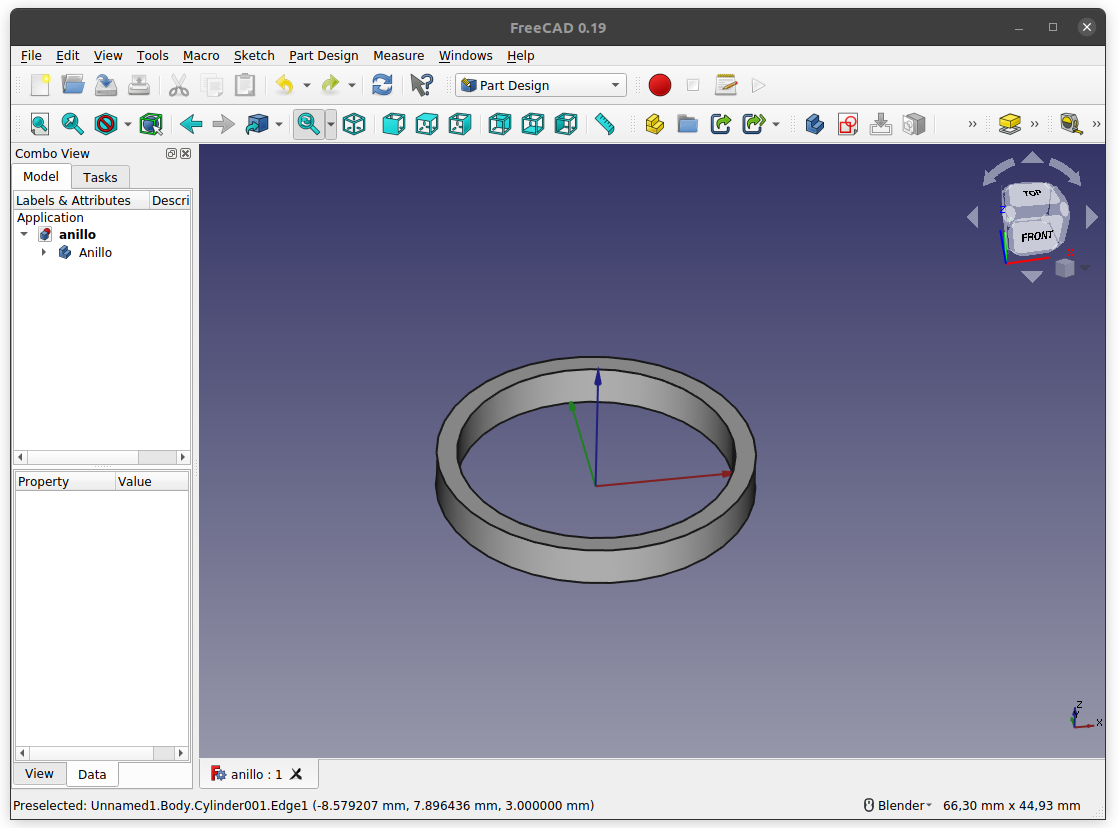 FreeCAD 0.19
File Edit View Tools Macro Sketch Part Design Measure Windows Help
Part Design
Combo View
Model Tasks
Labels & Attributes Descri
Application
anillo
Anillo
TOP
FRONT
Z
X
Property Value
Z
X
View Data
anillo : 1
Preselected: Unnamed1.Body.Cylinder001.Edge1 (-8.579207 mm, 7.896436 mm, 3.000000 mm) Blender 66,30 mm x 44,93 mm